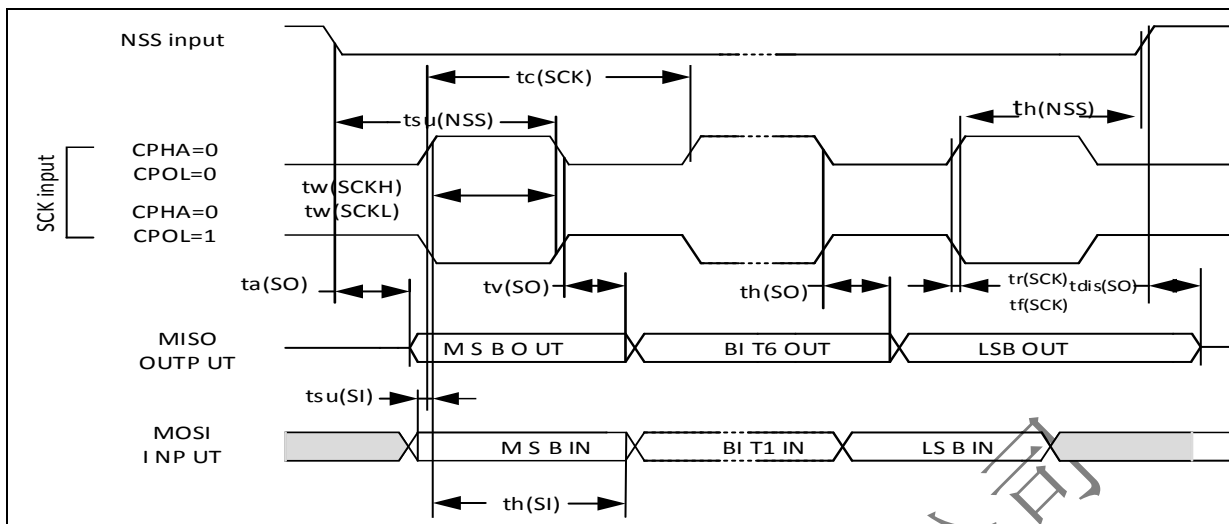 NSS input
tc(SCK)
tsu(NSS)
th(NSS)
SCK input
CPHA=0
CPOL=0
CPHA=0
CPOL=1
tw(SCKH)
tw(SCKL)
ta(SO)
tv(SO)
th(SO)
tr(SCK)
tf(SCK)
tdis(SO)
MISO
OUTP UT
M S B O UT
BI T6 OUT
LSB OUT
tsu(SI)
MOSI
I NP UT
M S B IN
BI T1 IN
LS B IN
th(SI)
司